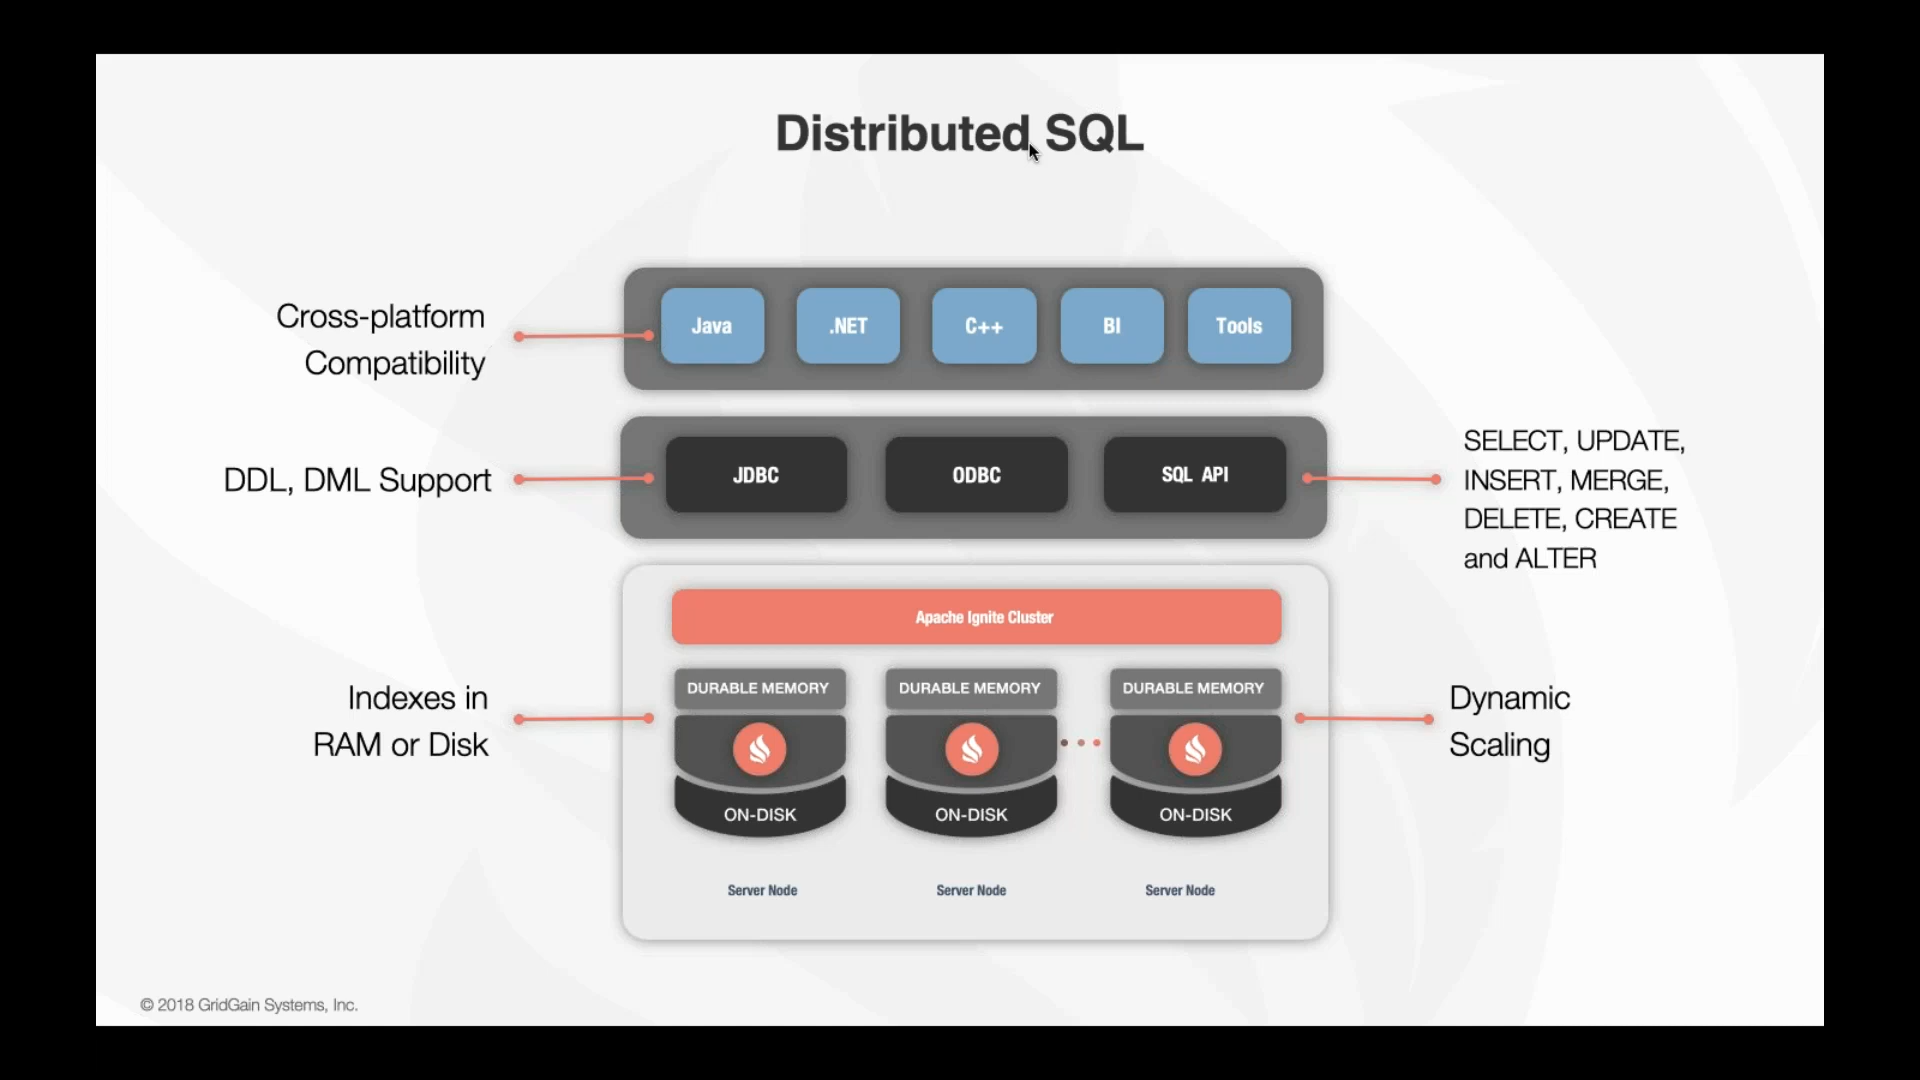 Distributed SQL
Cross-platform
Compatibility
Java .NET C++ BI Tools
DDL, DML Support
JDBC ODBC SQL API
SELECT, UPDATE,
INSERT, MERGE,
DELETE, CREATE
and ALTER
Apache Ignite Cluster
Indexes in
RAM or Disk
DURABLE MEMORY DURABLE MEMORY DURABLE MEMORY
ON-DISK ON-DISK ON-DISK
Server Node Server Node Server Node
Dynamic
Scaling
© 2018 GridGain Systems, Inc.